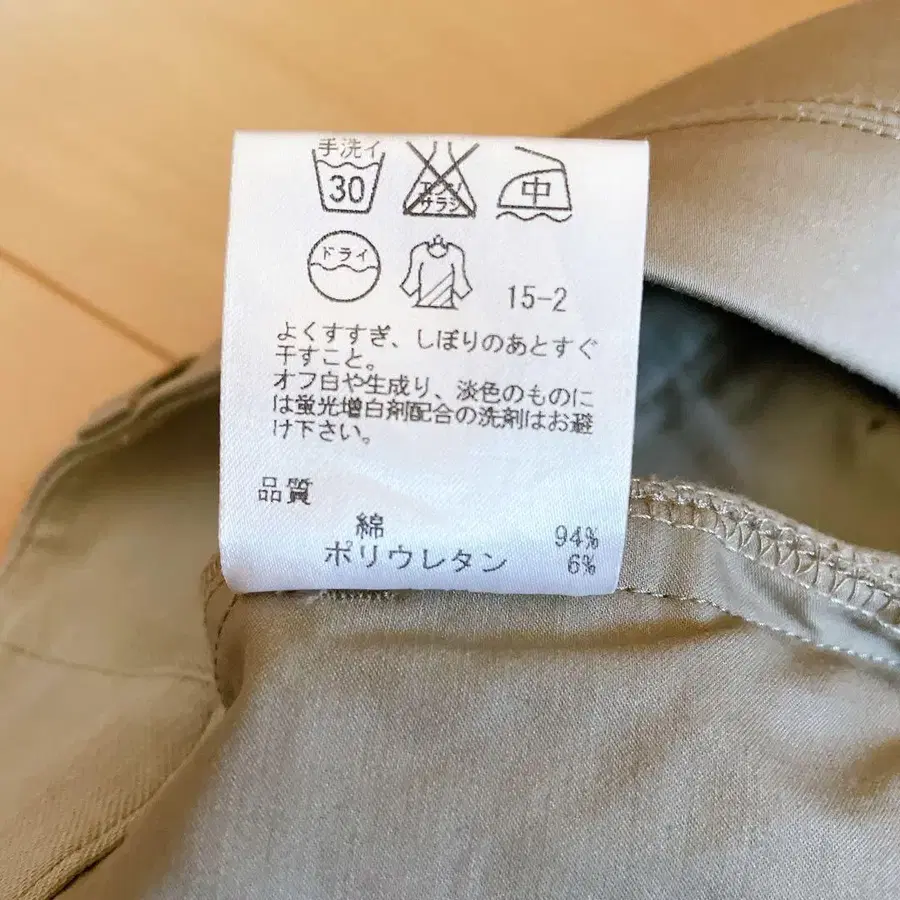 手洗イ
30
エンソ
サラシ
中
ドライ
15-2
よくすすぎ、しぼりのあとすぐ
干すこと。
オフ白や生成り、淡色のものに
は蛍光増白剤配合の洗剤はお避
け下さい。
品質
綿 94%
ポリウレタン 6%